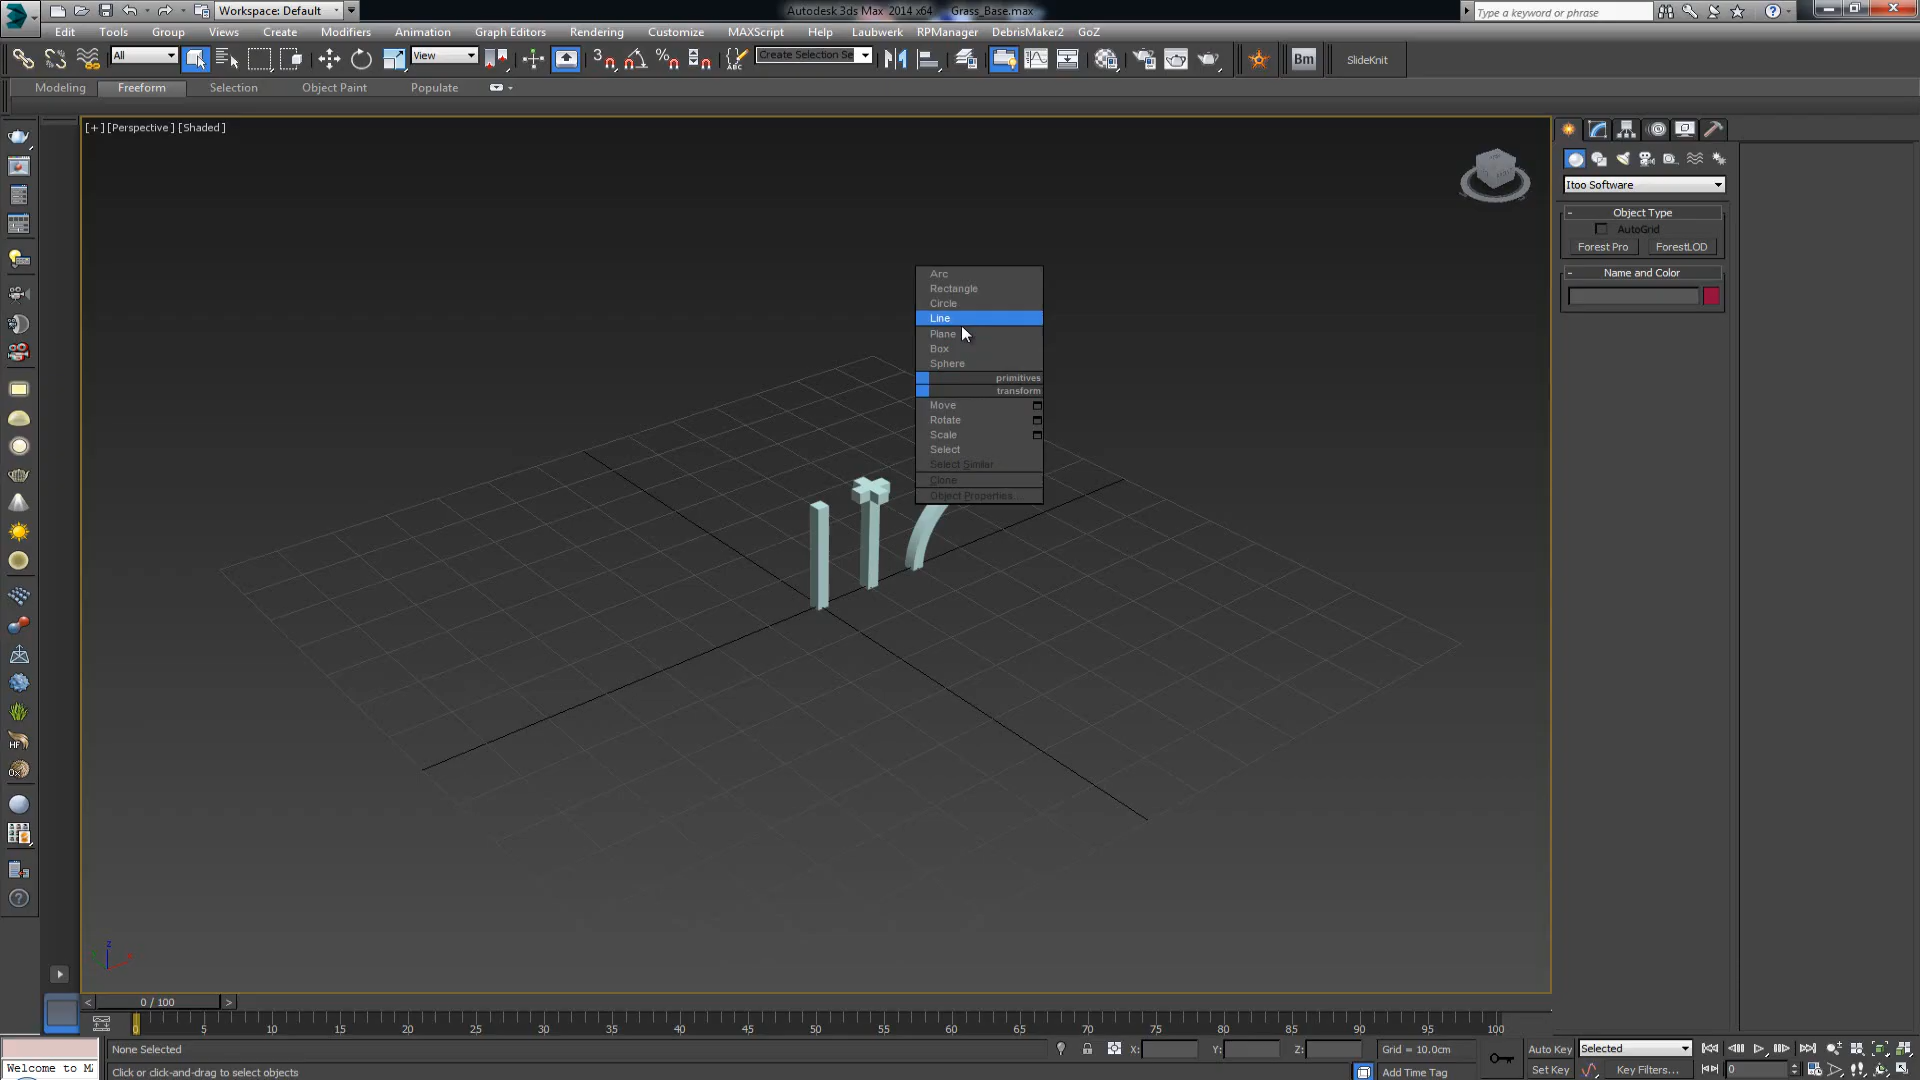 Workspace: Default
Autodesk 3ds Max 2014 x64 Grass_Base.max
Type a keyword or phrase
Edit Tools Group Views Create Modifiers Animation Graph Editors Rendering Customize MAXScript Help Laubwerk RPManager DebrisMaker2 GoZ
All
View
3
Create Selection Se
Bm
SlideKnit
Modeling Freeform Selection Object Paint Populate
[+] [Perspective] [Shaded]
Itoo Software
- Object Type
AutoGrid
Forest Pro ForestLOD
- Name and Color
Arc
Rectangle
Circle
Line
Plane
Box
Sphere
primitives
transform
Move
Rotate
Scale
Select
Select Similar
Clone
Object Properties...
HF
z
< 0 / 100 >
0 5 10 15 20 25 30 35 40 45 50 55 60 65 70 75 80 85 90 95 100
None Selected
X: Y: Z: Grid = 10.0cm
Auto Key Selected
Welcome to M
Click or click-and-drag to select objects
Add Time Tag
Set Key Key Filters... 0